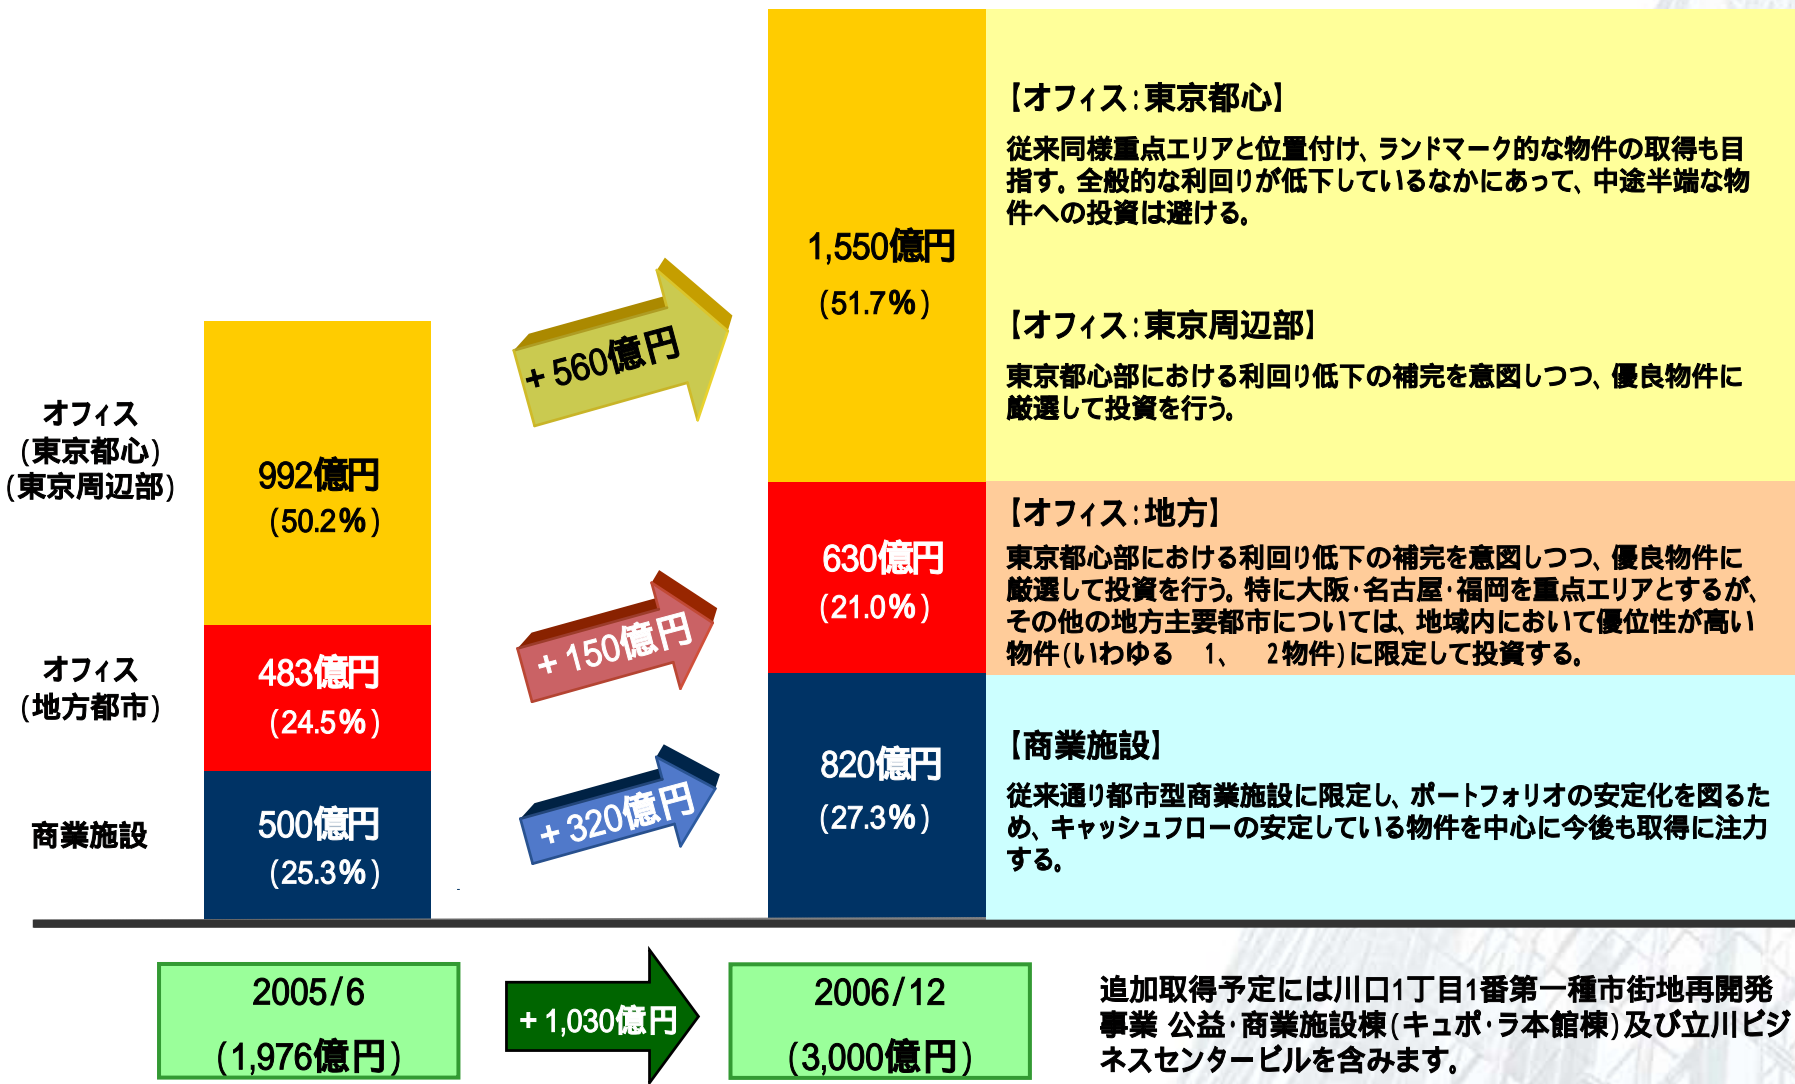 オフィス
(東京都心)
(東京周辺部)
オフィス
(地方都市)
商業施設
992億円
(50.2%)
483億円
(24.5%)
500億円
(25.3%)
+560億円
+150億円
+320億円
1,550億円
(51.7%)
630億円
(21.0%)
820億円
(27.3%)
【オフィス:東京都心】
従来同様重点エリアと位置付け、ランドマーク的な物件の取得も目
指す。全般的な利回りが低下しているなかにあって、中途半端な物
件への投資は避ける。
【オフィス:東京周辺部】
東京都心部における利回り低下の補完を意図しつつ、優良物件に
厳選して投資を行う。
【オフィス:地方】
東京都心部における利回り低下の補完を意図しつつ、優良物件に
厳選して投資を行う。特に大阪・名古屋・福岡を重点エリアとするが、
その他の地方主要都市については、地域内において優位性が高い
物件(いわゆる 1、 2物件)に限定して投資する。
【商業施設】
従来通り都市型商業施設に限定し、ポートフォリオの安定化を図るた
め、キャッシュフローの安定している物件を中心に今後も取得に注力
する。
2005/6
(1,976億円)
+1,030億円
2006/12
(3,000億円)
追加取得予定には川口1丁目1番第一種市街地再開発
事業 公益・商業施設棟(キュポ・ラ本館棟)及び立川ビジ
ネスセンタービルを含みます。